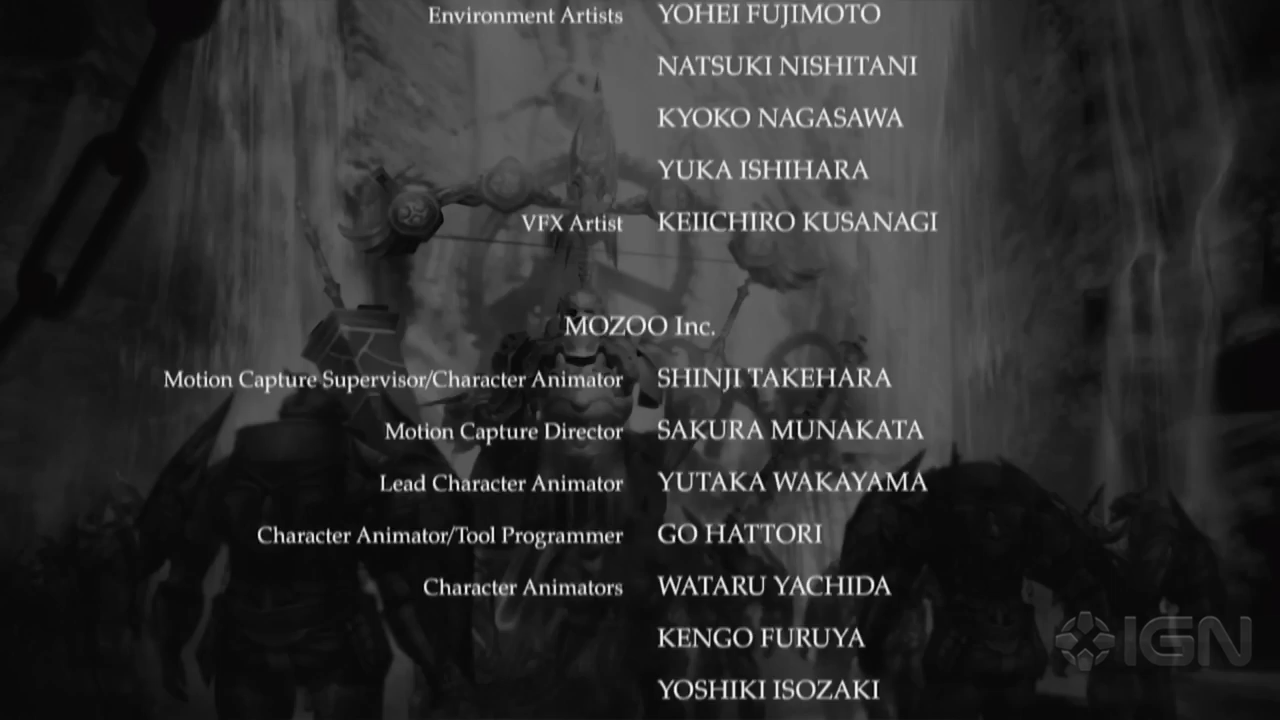 Environment Artists YOHEI FUJIMOTO
NATSUKI NISHITANI
KYOKO NAGASAWA
YUKA ISHIHARA
VFX Artist KEIICHIRO KUSANAGI
MOZOO Inc.
Motion Capture Supervisor/Character Animator SHINJI TAKEHARA
Motion Capture Director SAKURA MUNAKATA
Lead Character Animator YUTAKA WAKAYAMA
Character Animator/Tool Programmer GO HATTORI
Character Animators WATARU YACHIDA
KENGO FURUYA
YOSHIKI ISOZAKI
IGN